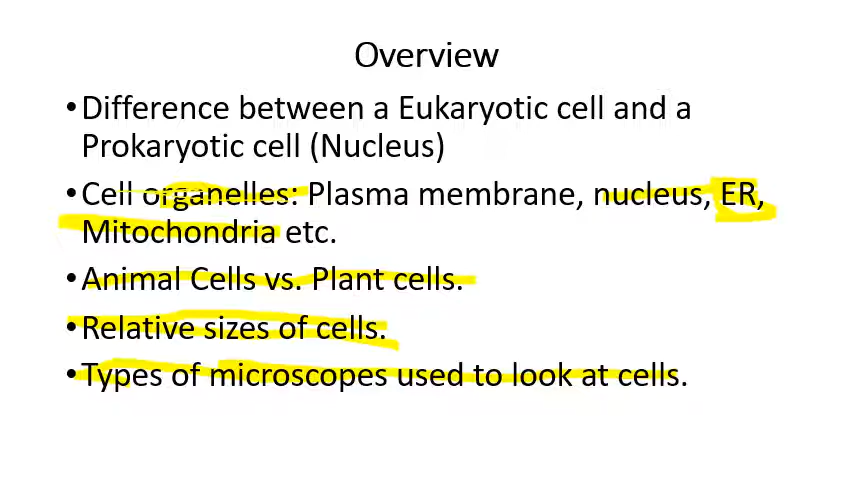 Overview
•Difference between a Eukaryotic cell and a
Prokaryotic cell (Nucleus)
•Cell organelles: Plasma membrane, nucleus, ER,
Mitochondria etc.
•Animal Cells vs. Plant cells.
•Relative sizes of cells.
•Types of microscopes used to look at cells.